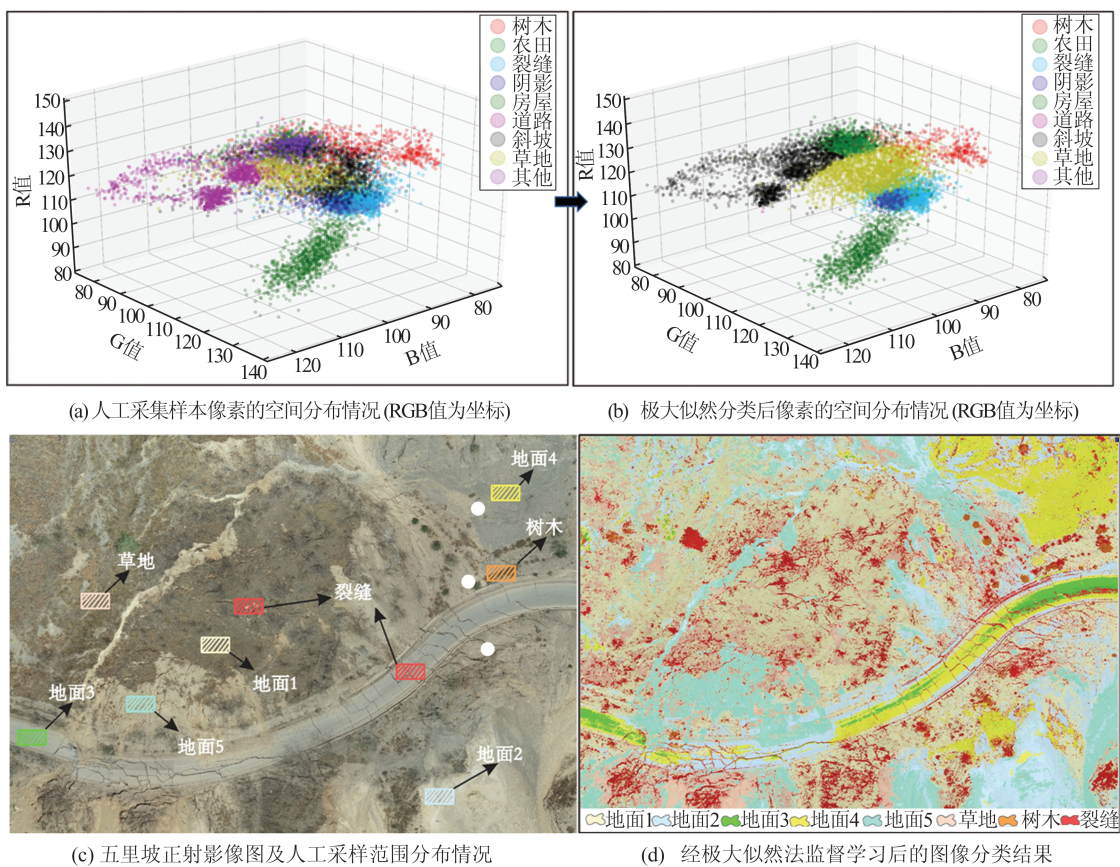 树木
农田
裂缝
阴影
房屋
道路
斜坡
草地
其他
150
140
130
120
110
100
90
80
R值
80
90
100
110
120
130
140
G值
120
110
100
90
80
B值
(a) 人工采集样本像素的空间分布情况 (RGB值为坐标)
树木
农田
裂缝
阴影
房屋
道路
斜坡
草地
其他
150
140
130
120
110
100
90
80
R值
80
90
100
110
120
130
140
G值
120
110
100
90
80
B值
(b) 极大似然分类后像素的空间分布情况 (RGB值为坐标)
地面4
树木
草地
裂缝
地面1
地面3
地面5
地面2
(c) 五里坡正射影像图及人工采样范围分布情况
地面1 地面2 地面3 地面4 地面5 草地 树木 裂缝
(d) 经极大似然法监督学习后的图像分类结果